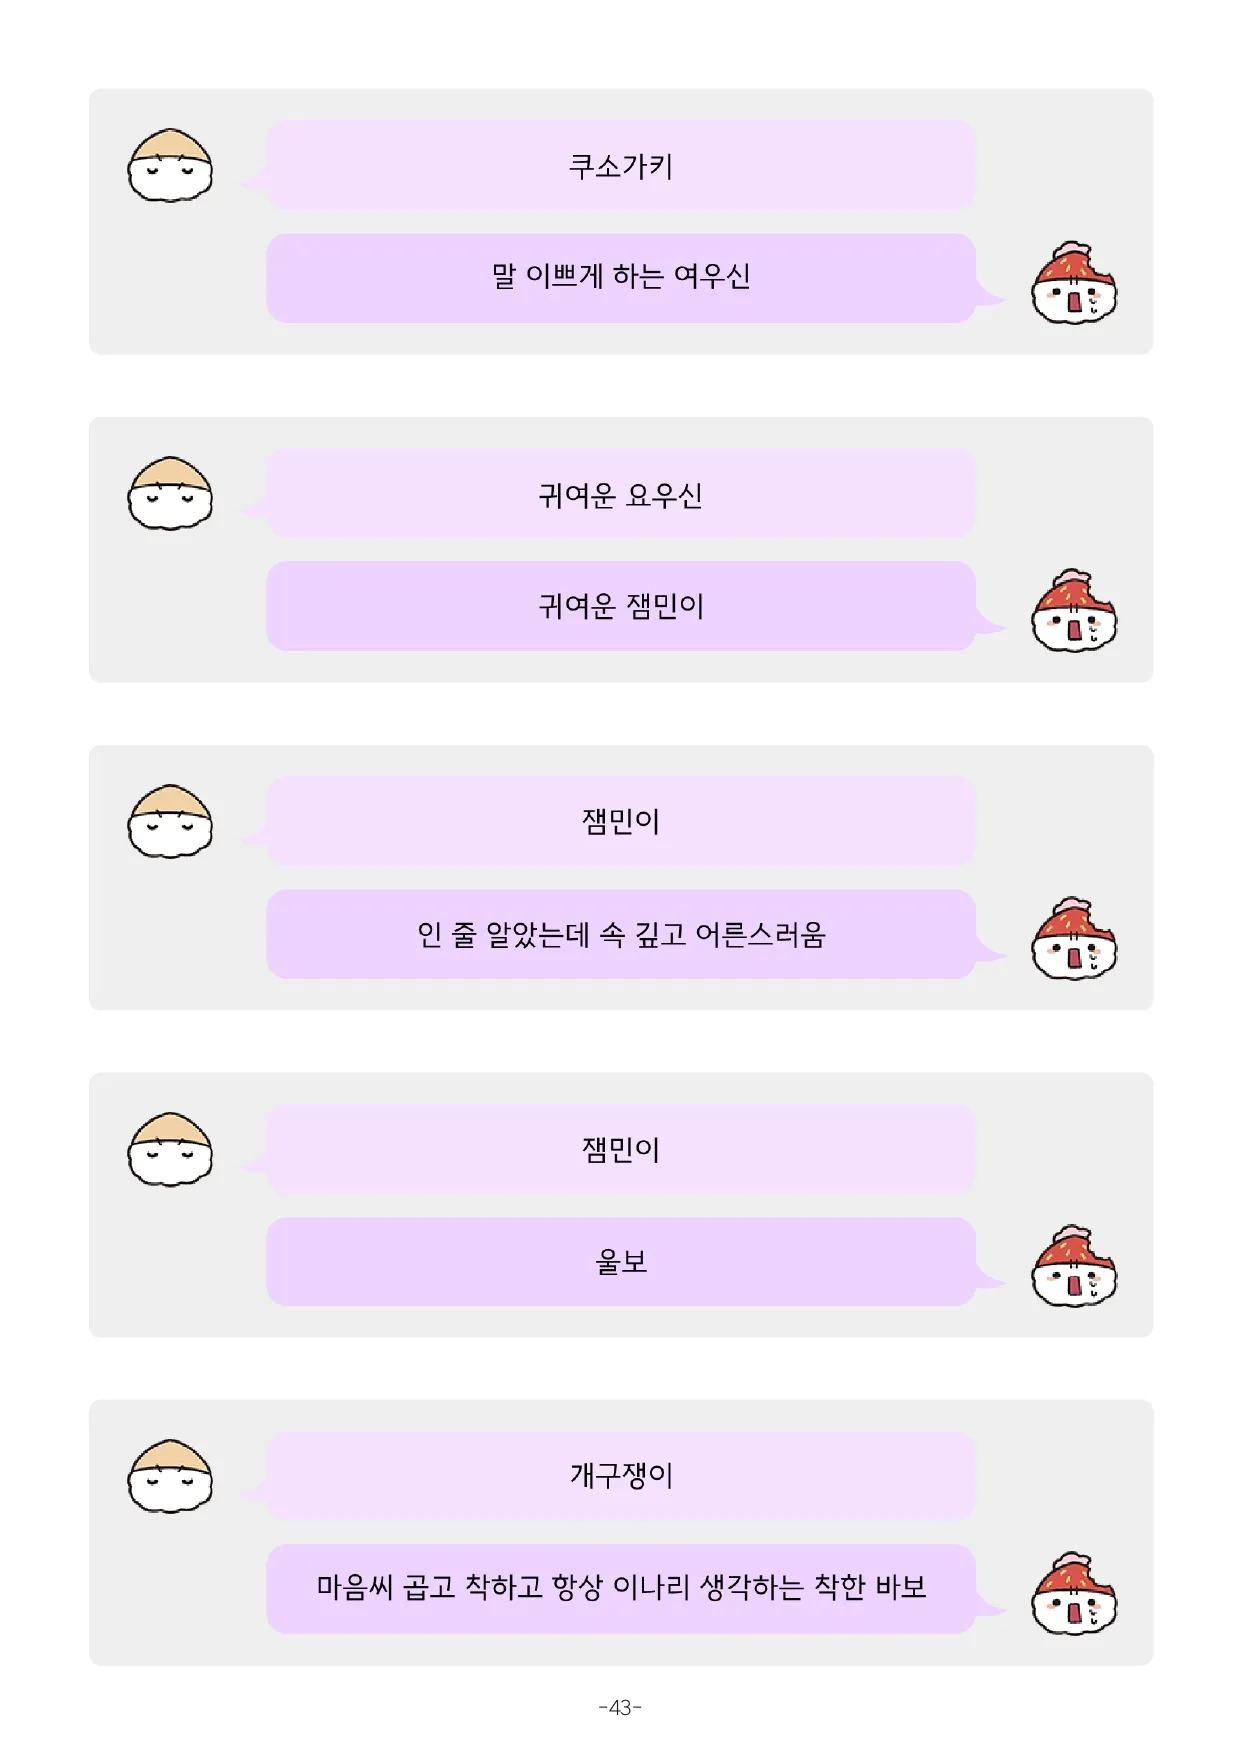 쿠소가키
말 이쁘게 하는 여우신
귀여운 요우신
귀여운 잼민이
잼민이
인 줄 알았는데 속 깊고 어른스러움
잼민이
울보
개구쟁이
마음씨 곱고 착하고 항상 이나리 생각하는 착한 바보
-43-